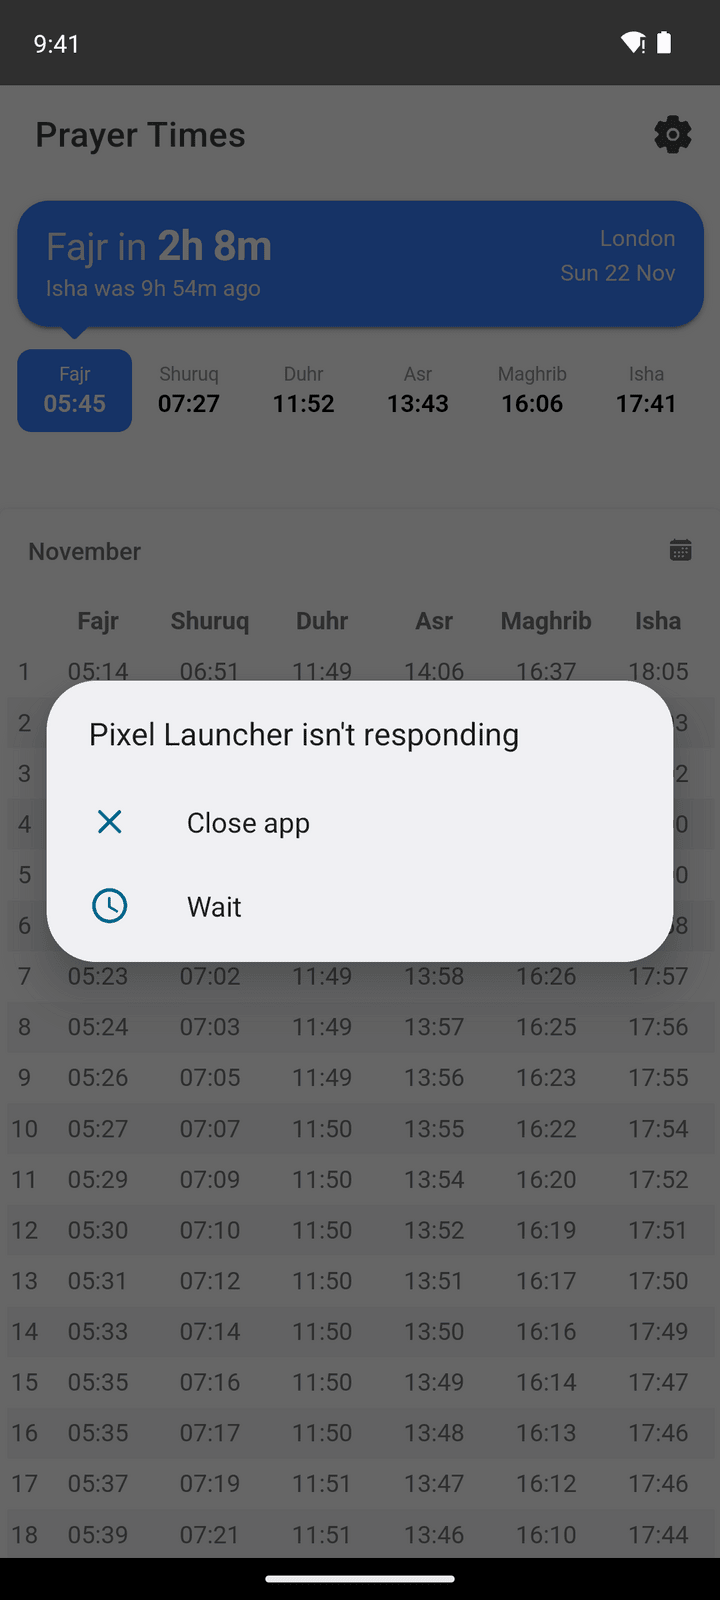 9:41
Prayer Times
Fajr in 2h 8m
London
Isha was 9h 54m ago
Sun 22 Nov
Fajr Shuruq Duhr Asr Maghrib Isha
05:45 07:27 11:52 13:43 16:06 17:41
November
Fajr Shuruq Duhr Asr Maghrib Isha
1 05:14 06:51 11:49 14:06 16:37 18:05
2 3
3 2
4 0
5 0
6 8
Pixel Launcher isn't responding
Close app
Wait
7 05:23 07:02 11:49 13:58 16:26 17:57
8 05:24 07:03 11:49 13:57 16:25 17:56
9 05:26 07:05 11:49 13:56 16:23 17:55
10 05:27 07:07 11:50 13:55 16:22 17:54
11 05:29 07:09 11:50 13:54 16:20 17:52
12 05:30 07:10 11:50 13:52 16:19 17:51
13 05:31 07:12 11:50 13:51 16:17 17:50
14 05:33 07:14 11:50 13:50 16:16 17:49
15 05:35 07:16 11:50 13:49 16:14 17:47
16 05:35 07:17 11:50 13:48 16:13 17:46
17 05:37 07:19 11:51 13:47 16:12 17:46
18 05:39 07:21 11:51 13:46 16:10 17:44